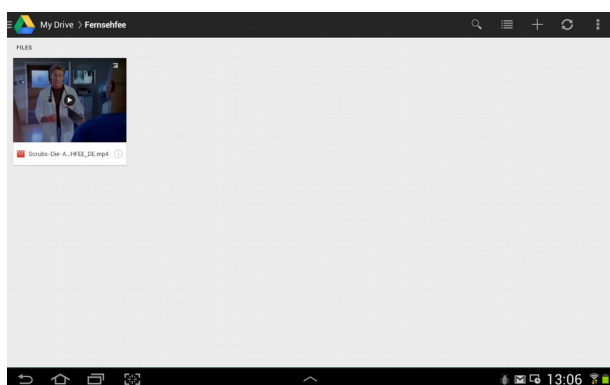 My Drive > Fernsehfee
FILES
Scrubs-Die-A...HFEE_DE.mp4
13:06